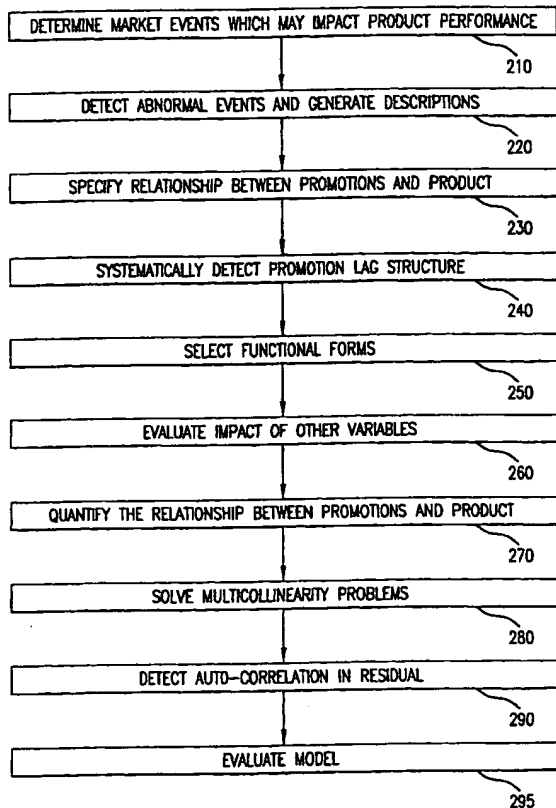 DETERMINE MARKET EVENTS WHICH MAY IMPACT PRODUCT PERFORMANCE
210
DETECT ABNORMAL EVENTS AND GENERATE DESCRIPTIONS
220
SPECIFY RELATIONSHIP BETWEEN PROMOTIONS AND PRODUCT
230
SYSTEMATICALLY DETECT PROMOTION LAG STRUCTURE
240
SELECT FUNCTIONAL FORMS
250
EVALUATE IMPACT OF OTHER VARIABLES
260
QUANTIFY THE RELATIONSHIP BETWEEN PROMOTIONS AND PRODUCT
270
SOLVE MULTICOLLINEARITY PROBLEMS
280
DETECT AUTO-CORRELATION IN RESIDUAL
290
EVALUATE MODEL
295